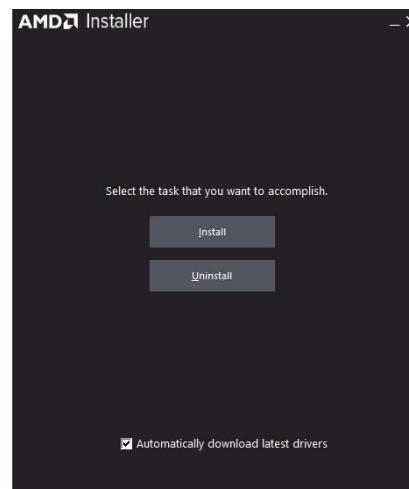 AMD Installer
Select the task that you want to accomplish.
Install
Uninstall
Automatically download latest drivers